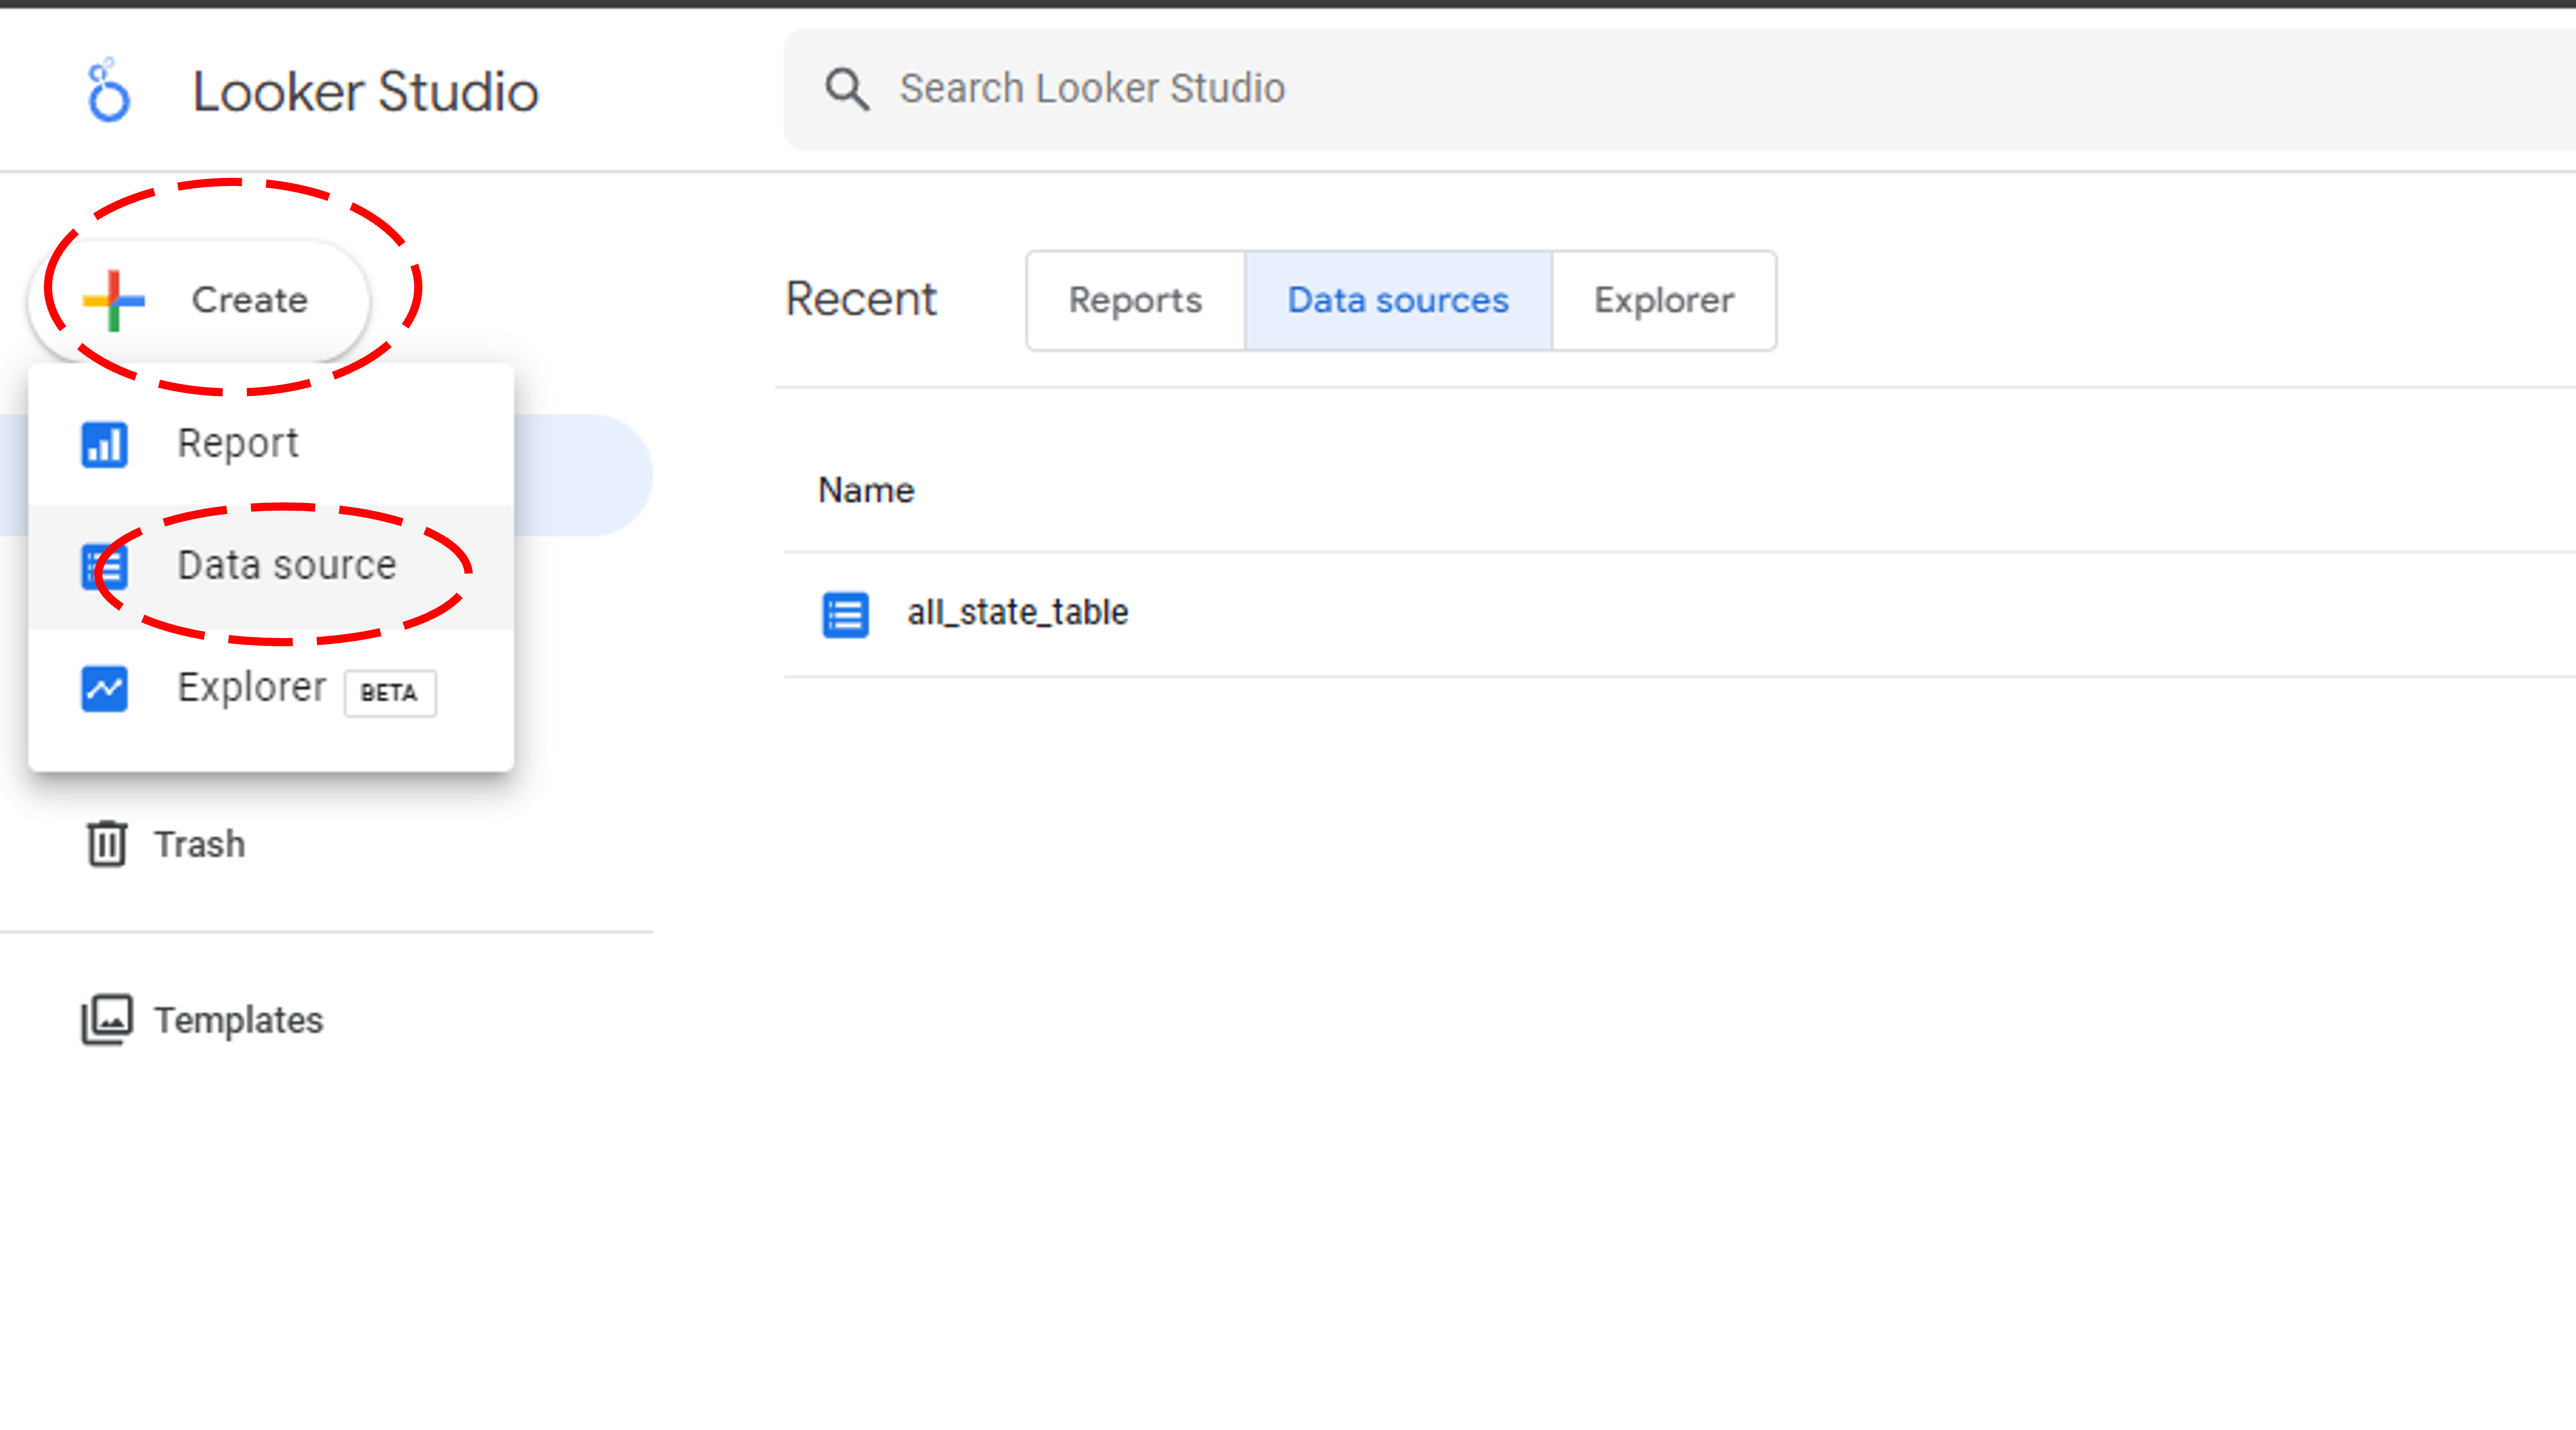 Looker Studio
Search Looker Studio
Create
Recent
Reports
Data sources
Explorer
Report
Data source
Explorer BETA
Name
all_state_table
Trash
Templates